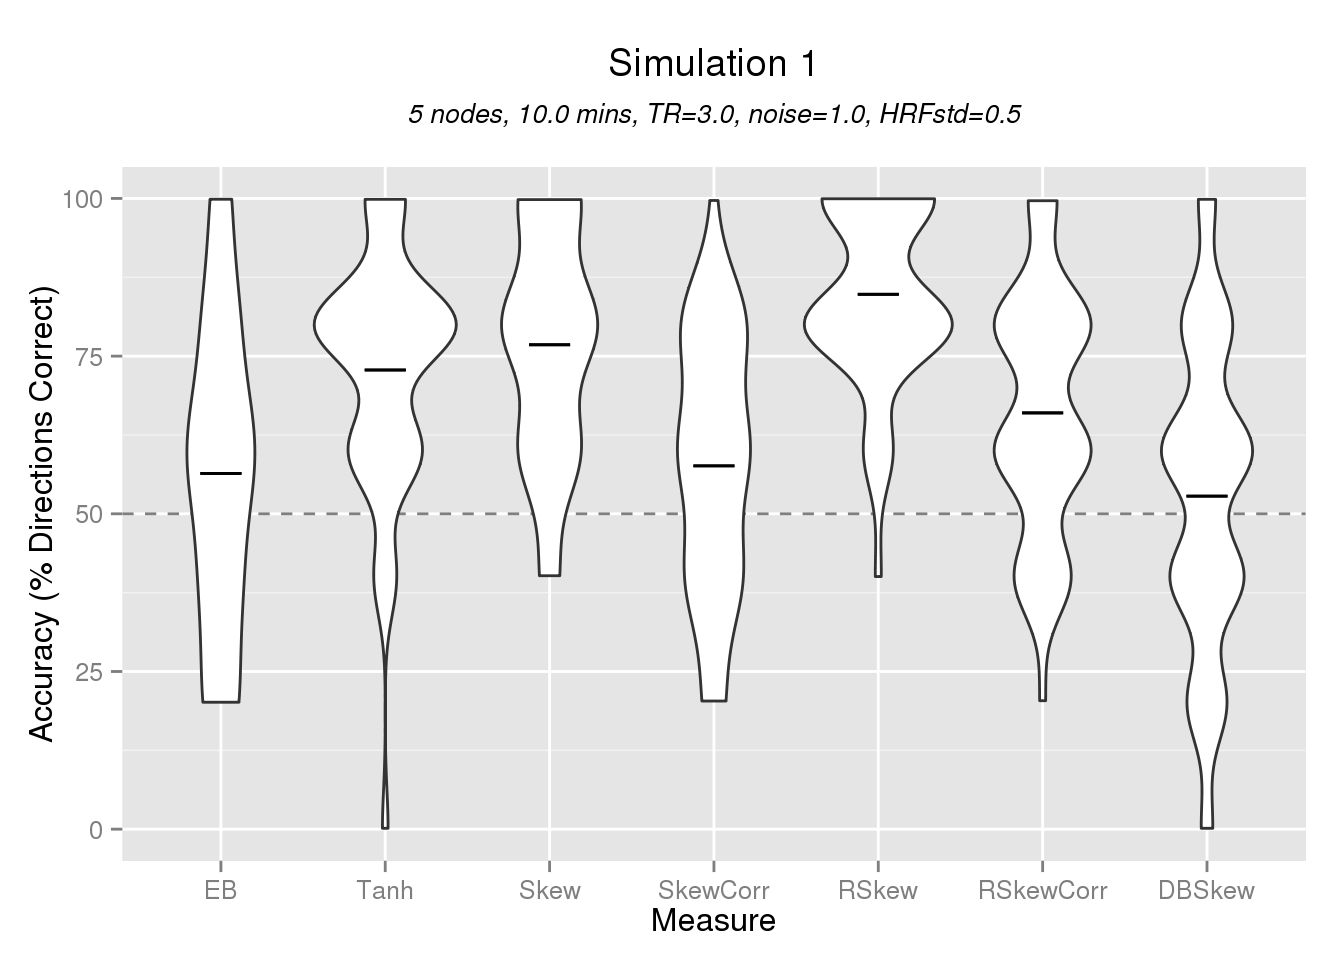 Simulation 1
5 nodes, 10.0 mins, TR=3.0, noise=1.0, HRFstd=0.5
Accuracy (% Directions Correct)
100
75
50
25
0
EB Tanh Skew SkewCorr RSkew RSkewCorr DBSkew
Measure